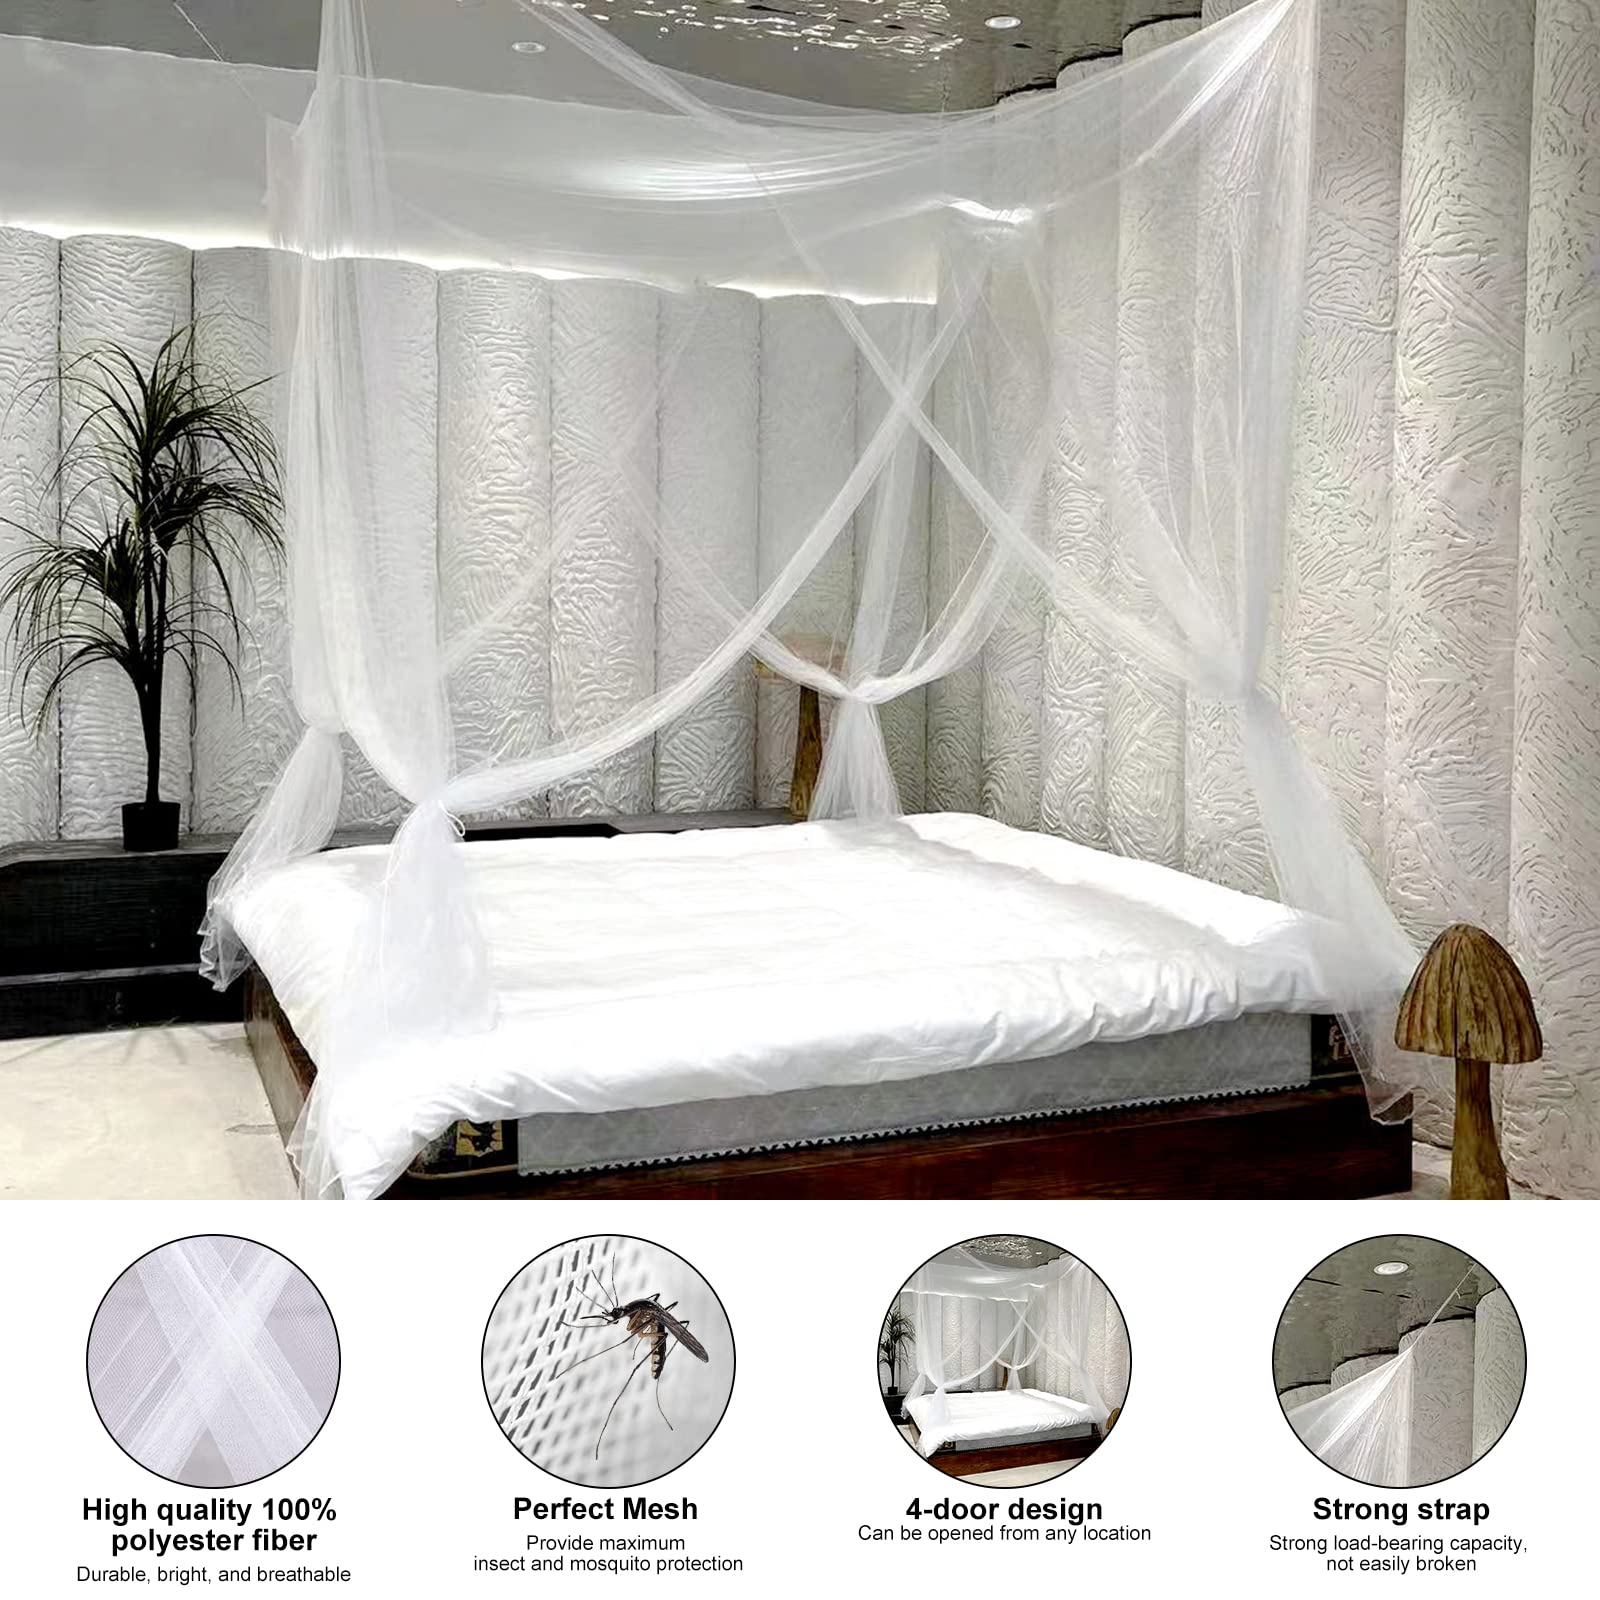 High quality 100%
polyester fiber
Durable, bright, and breathable
Perfect Mesh
Provide maximum
insect and mosquito protection
4-door design
Can be opened from any location
Strong strap
Strong load-bearing capacity,
not easily broken